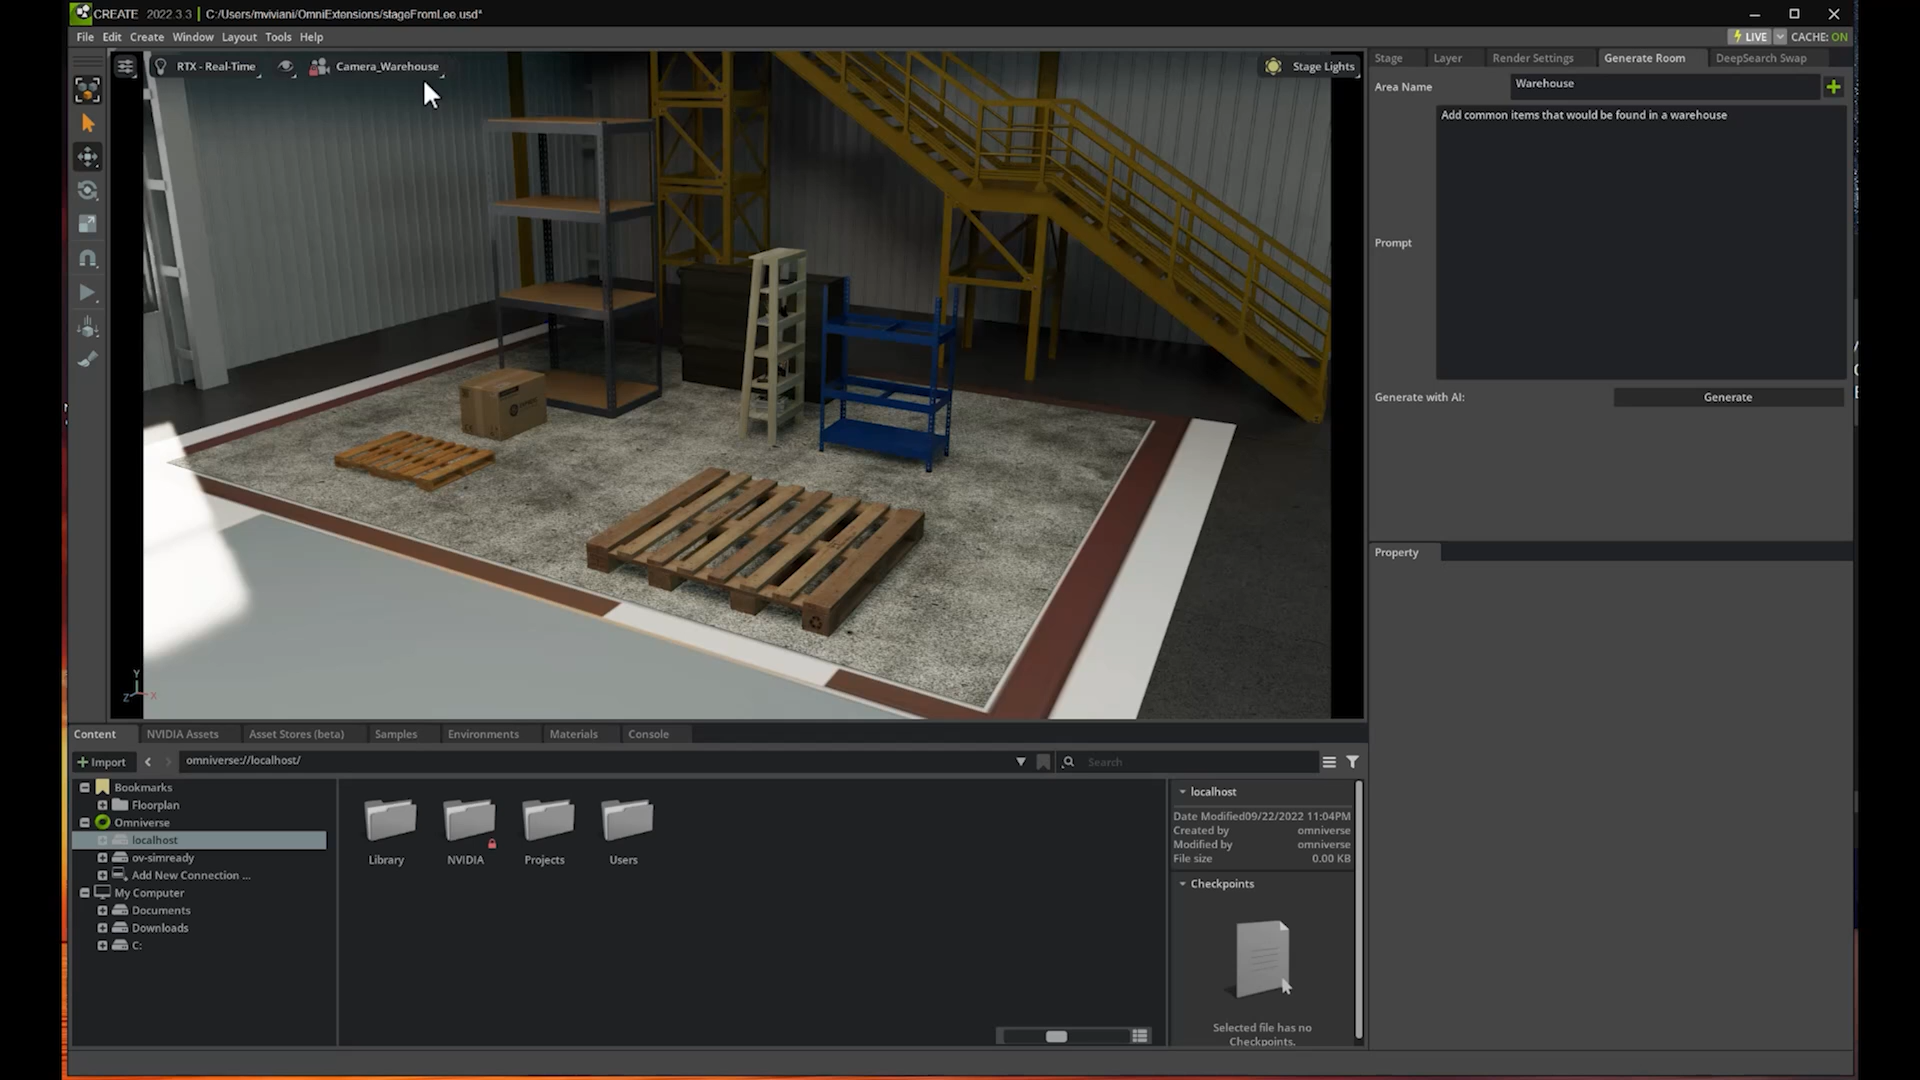 CREATE 2022.3.3 | C:/Users/mviviani/OmniExtensions/stageFromLee.usd*
File Edit Create Window Layout Tools Help
LIVE CACHE: ON
RTX - Real-Time Camera_Warehouse Stage Lights
Stage Layer Render Settings Generate Room DeepSearch Swap
Area Name Warehouse
Prompt
Add common items that would be found in a warehouse
Generate with AI: Generate
Property
Y
Z X
Content NVIDIA Assets Asset Stores (beta) Samples Environments Materials Console
+ Import omniverse://localhost/ Search
Bookmarks
Floorplan
Omniverse
localhost
ov-simready
Add New Connection ...
My Computer
Documents
Downloads
C:
Library NVIDIA Projects Users
localhost
Date Modified09/22/2022 11:04PM
Created by omniverse
Modified by omniverse
File size 0.00 KB
Checkpoints
Selected file has no
Checkpoints.